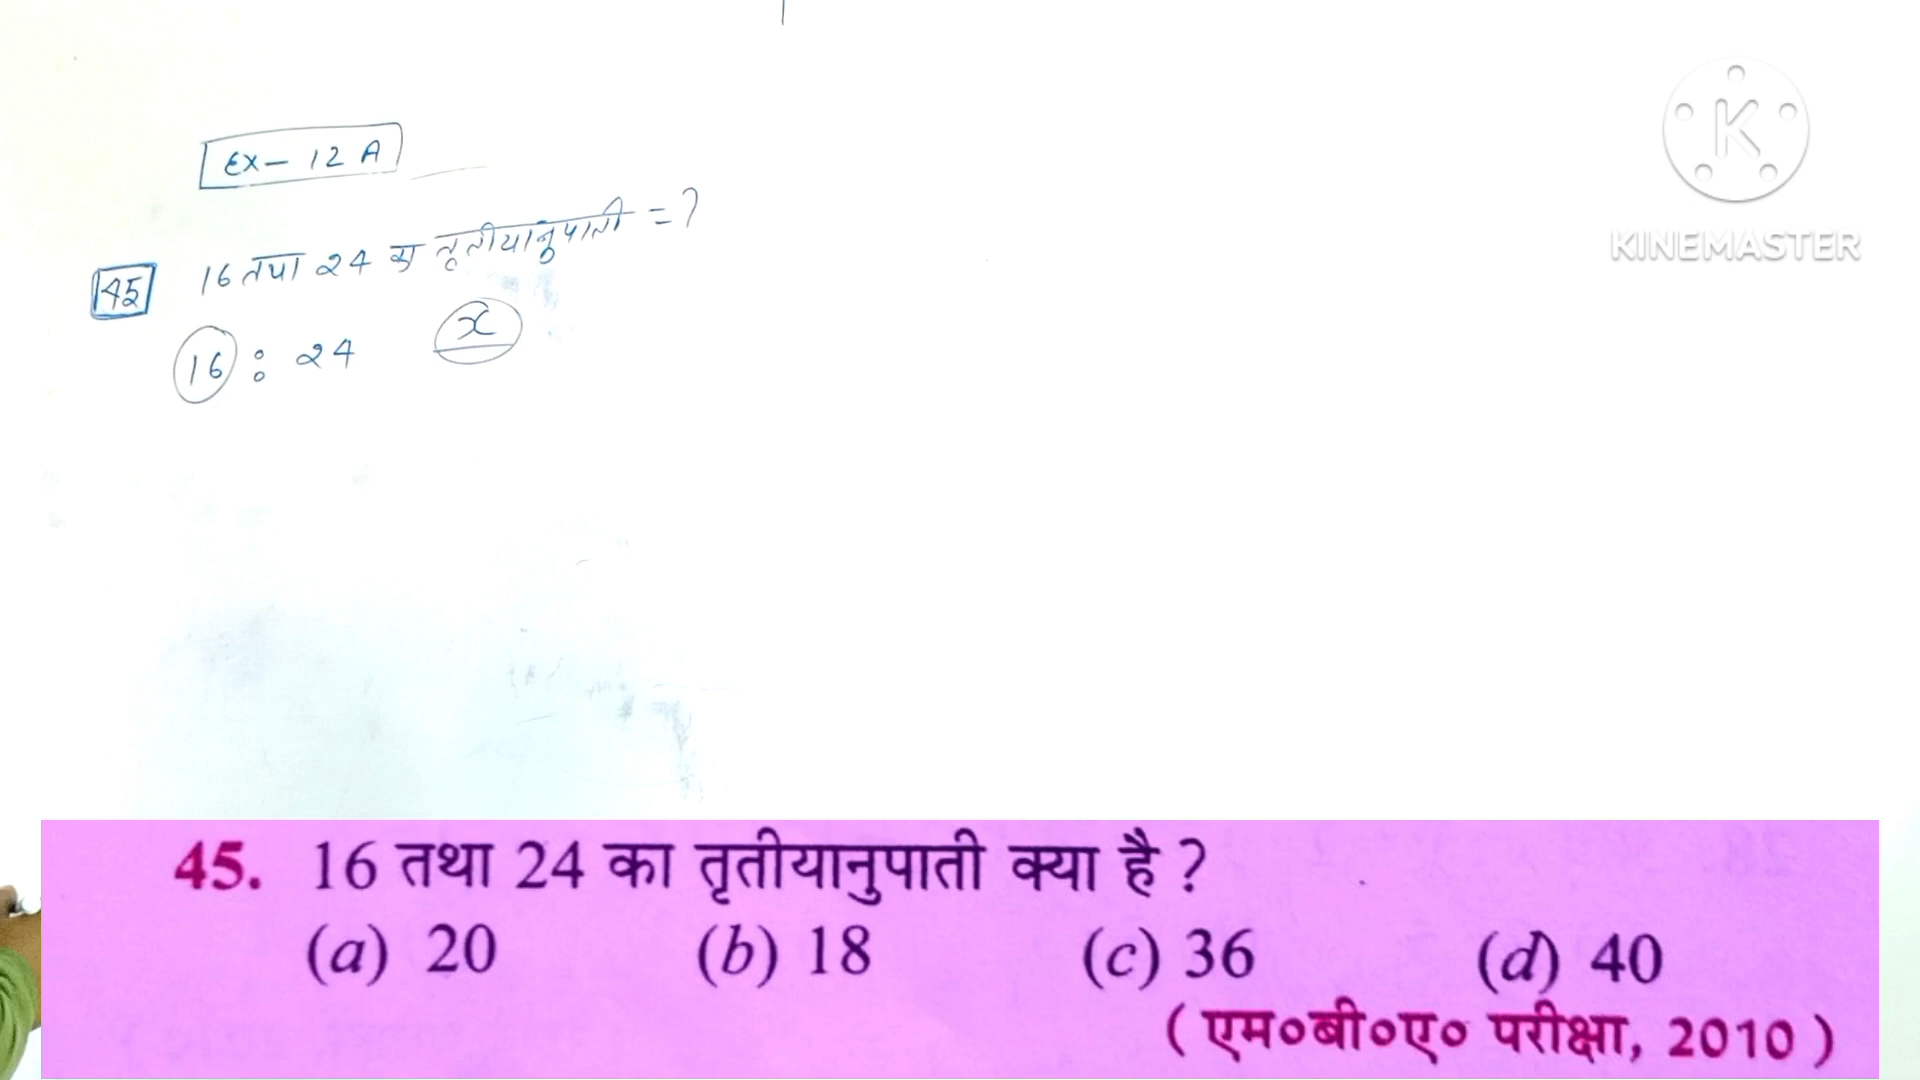 Ex- 12 A
45 16 तथा 24 का तृतीयानुपाती = ?
16 : 24 x
K
KINEMASTER
45. 16 तथा 24 का तृतीयानुपाती क्या है ?
(a) 20 (b) 18 (c) 36 (d) 40
( एम०बी०ए० परीक्षा, 2010 )